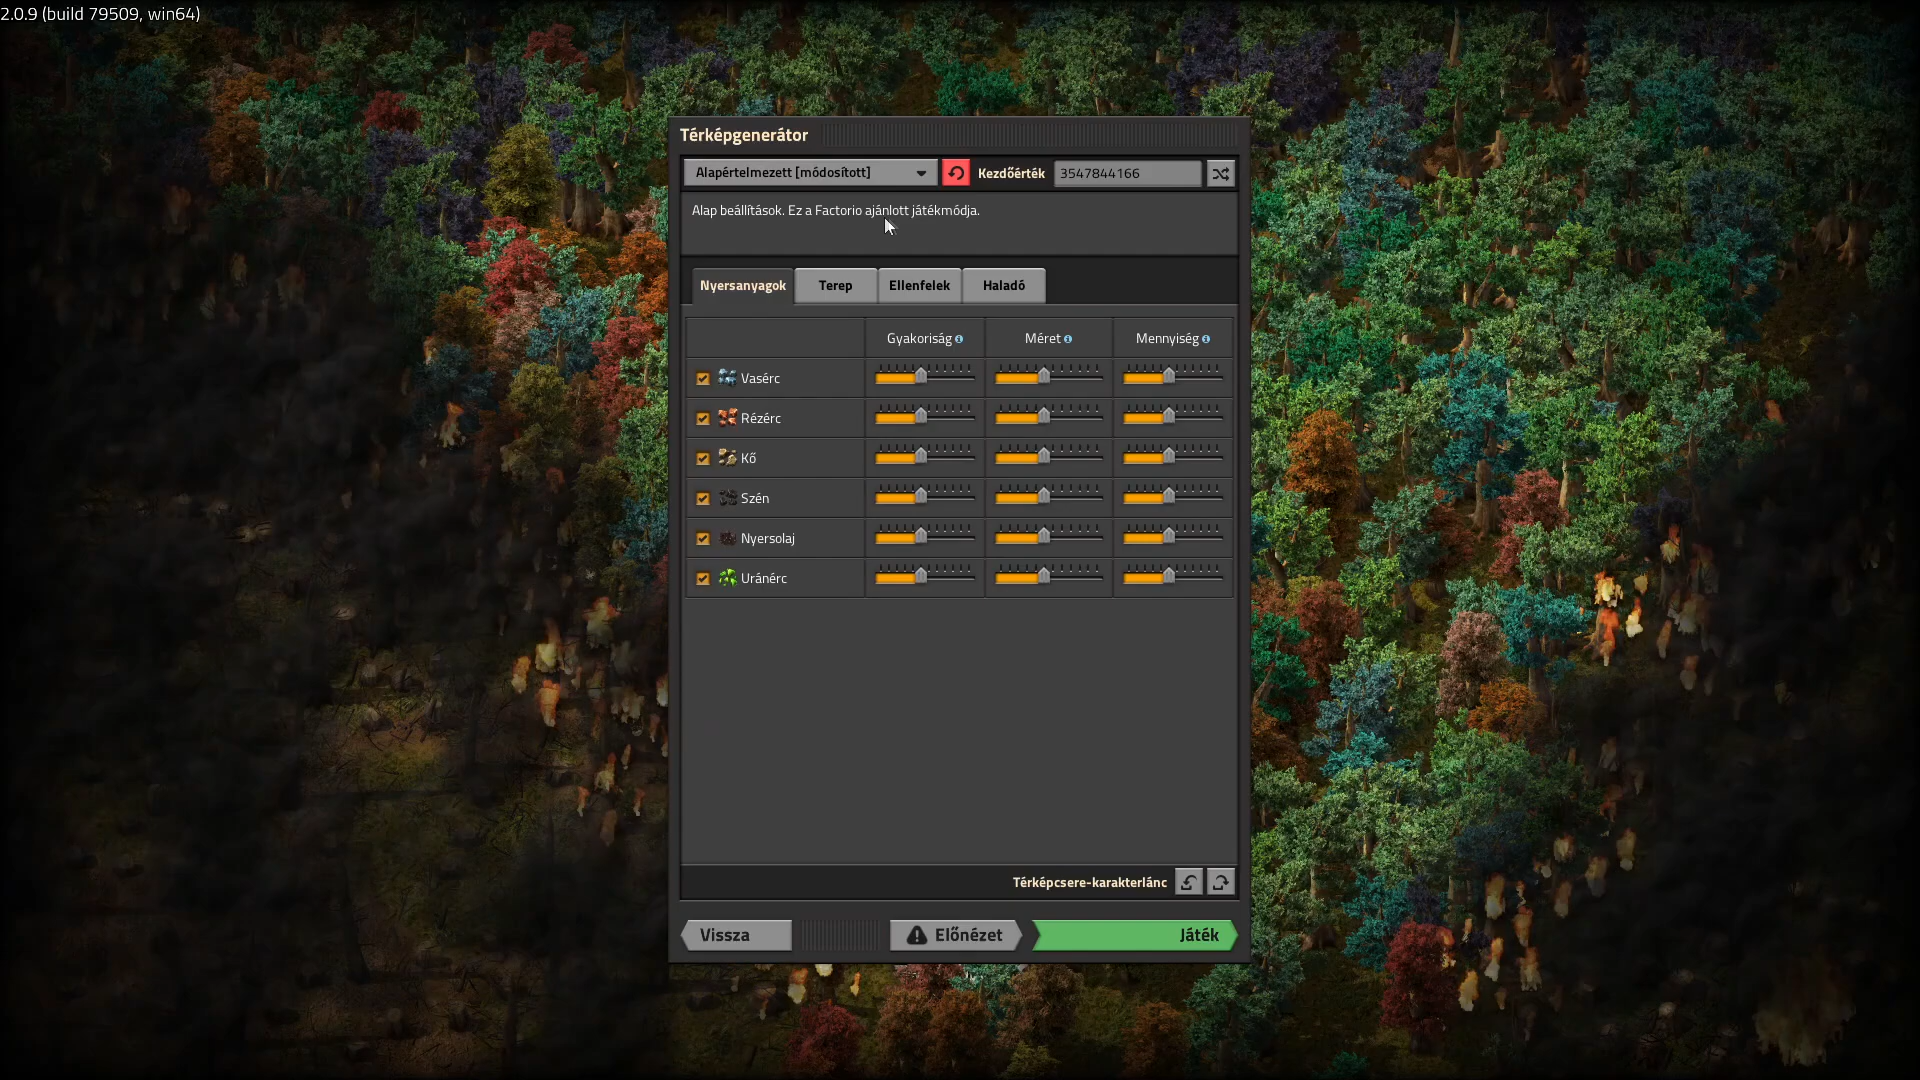 2.0.9 (build 79509, win64)
Térképgenerátor
Alapértelmezett [módosított]
Kezdőérték
3547844166
Alap beállítások. Ez a Factorio ajánlott játékmódja.
Nyersanyagok
Terep
Ellenfelek
Haladó
Gyakoriság
Méret
Mennyiség
Vasérc
Rézérc
Kő
Szén
Nyersolaj
Uránérc
Térképcsere-karakterlánc
Vissza
Előnézet
Játék